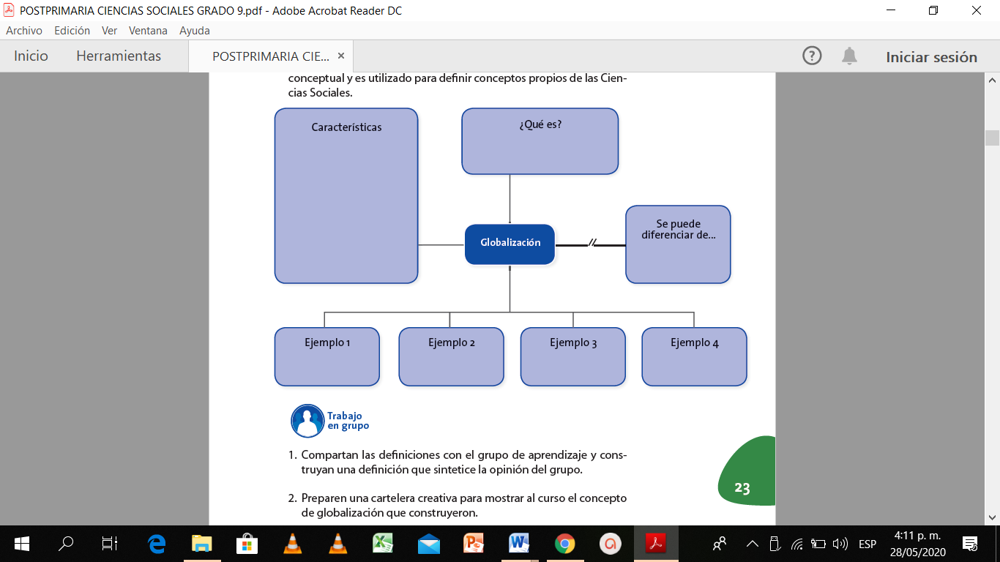 POSTPRIMARIA CIENCIAS SOCIALES GRADO 9.pdf - Adobe Acrobat Reader DC
Archivo Edición Ver Ventana Ayuda
Inicio Herramientas POSTPRIMARIA CIE... × ? Iniciar sesión
conceptual y es utilizado para definir conceptos propios de las Cien-
cias Sociales.
Características
¿Qué es?
Globalización
Se puede
diferenciar de...
Ejemplo 1
Ejemplo 2
Ejemplo 3
Ejemplo 4
Trabajo
en grupo
1. Compartan las definiciones con el grupo de aprendizaje y cons-
truyan una definición que sintetice la opinión del grupo.
2. Preparen una cartelera creativa para mostrar al curso el concepto
de globalización que construyeron.
23
ESP
4:11 p. m.
28/05/2020